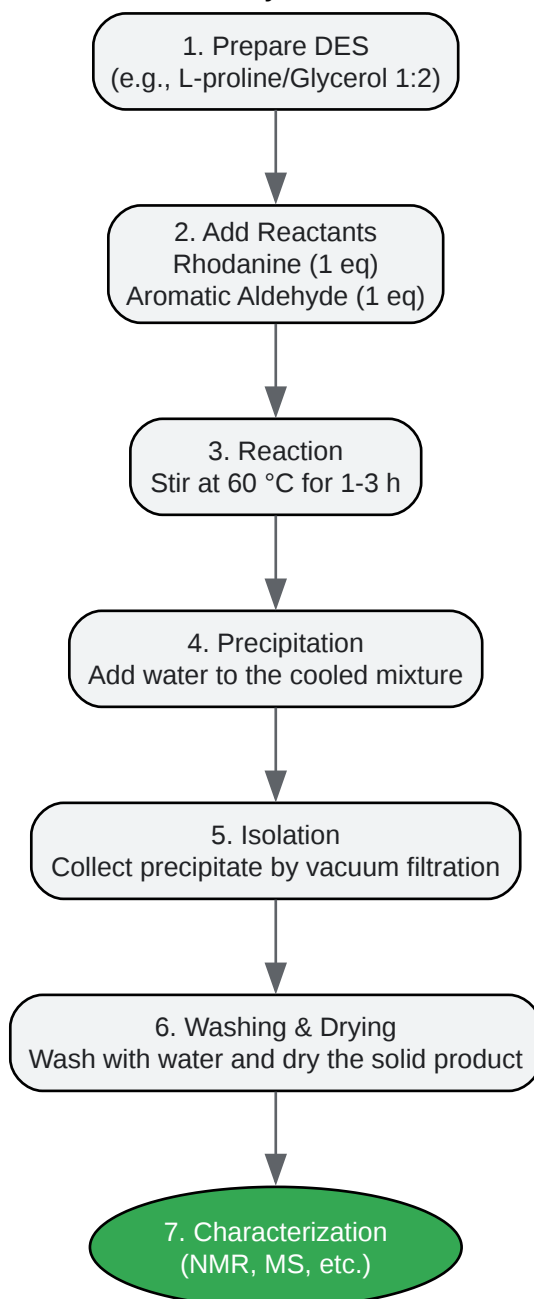 1. Prepare DES
(e.g., L-proline/Glycerol 1:2)
2. Add Reactants
Rhodanine (1 eq)
Aromatic Aldehyde (1 eq)
3. Reaction
Stir at 60 °C for 1-3 h
4. Precipitation
Add water to the cooled mixture
5. Isolation
Collect precipitate by vacuum filtration
6. Washing & Drying
Wash with water and dry the solid product
7. Characterization
(NMR, MS, etc.)